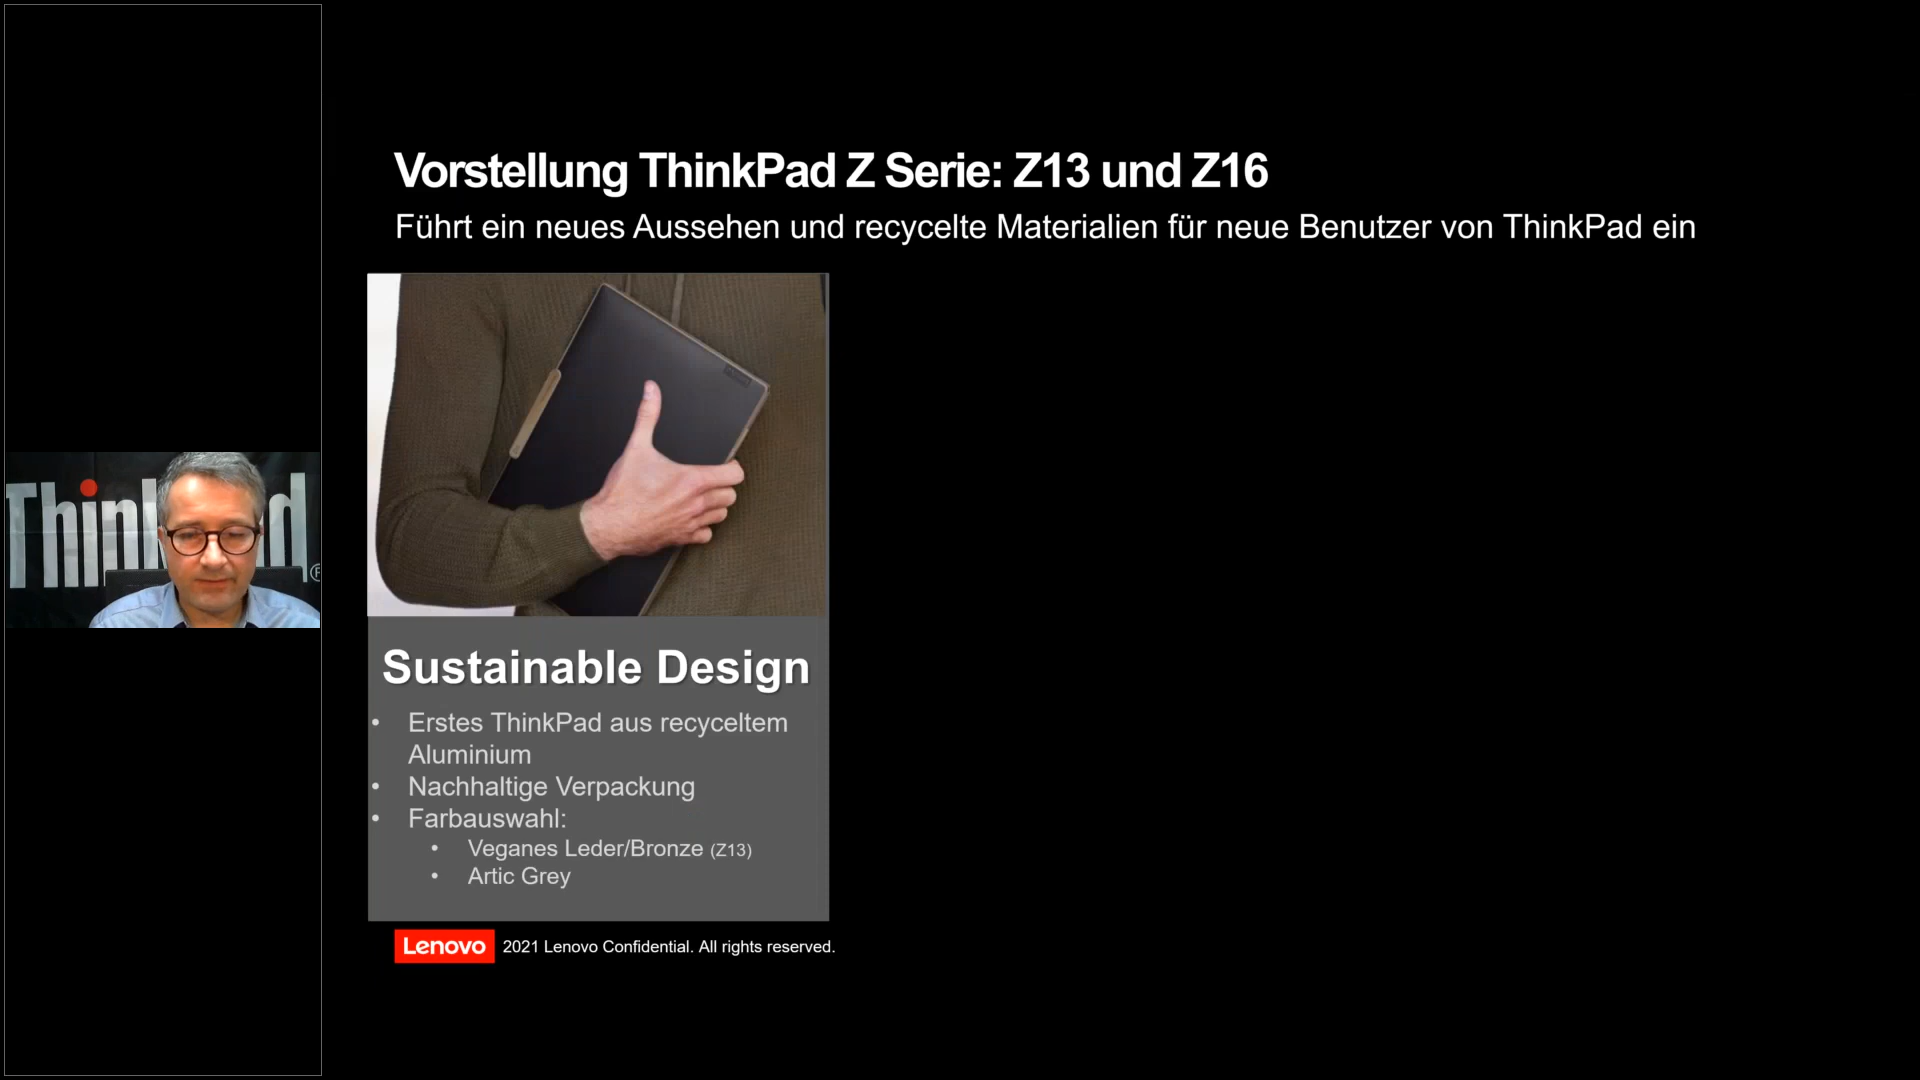 Vorstellung ThinkPad Z Serie: Z13 und Z16
Führt ein neues Aussehen und recycelte Materialien für neue Benutzer von ThinkPad ein
ThinkPad®
Sustainable Design
• Erstes ThinkPad aus recyceltem
Aluminium
• Nachhaltige Verpackung
• Farbauswahl:
• Veganes Leder/Bronze (Z13)
• Artic Grey
Lenovo 2021 Lenovo Confidential. All rights reserved.